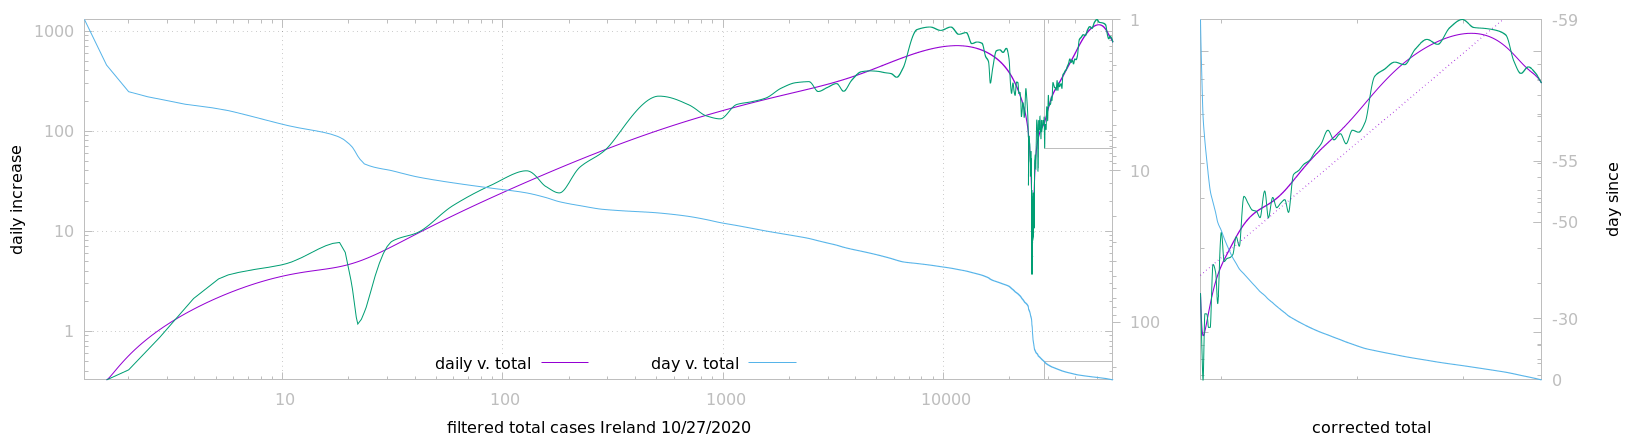 daily increase
1000
100
10
1
daily v. total
day v. total
10
100
1000
10000
filtered total cases Ireland 10/27/2020
1
10
100
-59
-55
-50
-30
0
day since
corrected total